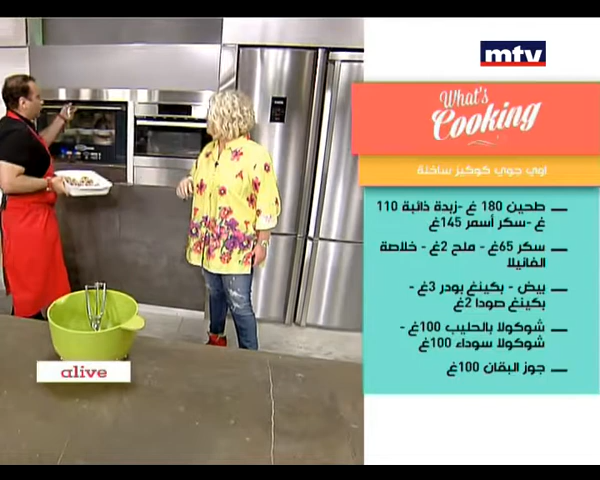 mtv
What's
Cooking
اوي جوي كوكيز ساخنة
طحين 180 غ -زبدة ذائبة 110
غ -سكر أسمر 145غ
سكر 65غ - ملح 2غ - خلاصة
الفانيلا
بيض - بكينغ بودر 3غ -
بكينغ صودا 2غ
شوكولا بالحليب 100غ -
شوكولا سوداء 100غ
جوز البقان 100غ
alive